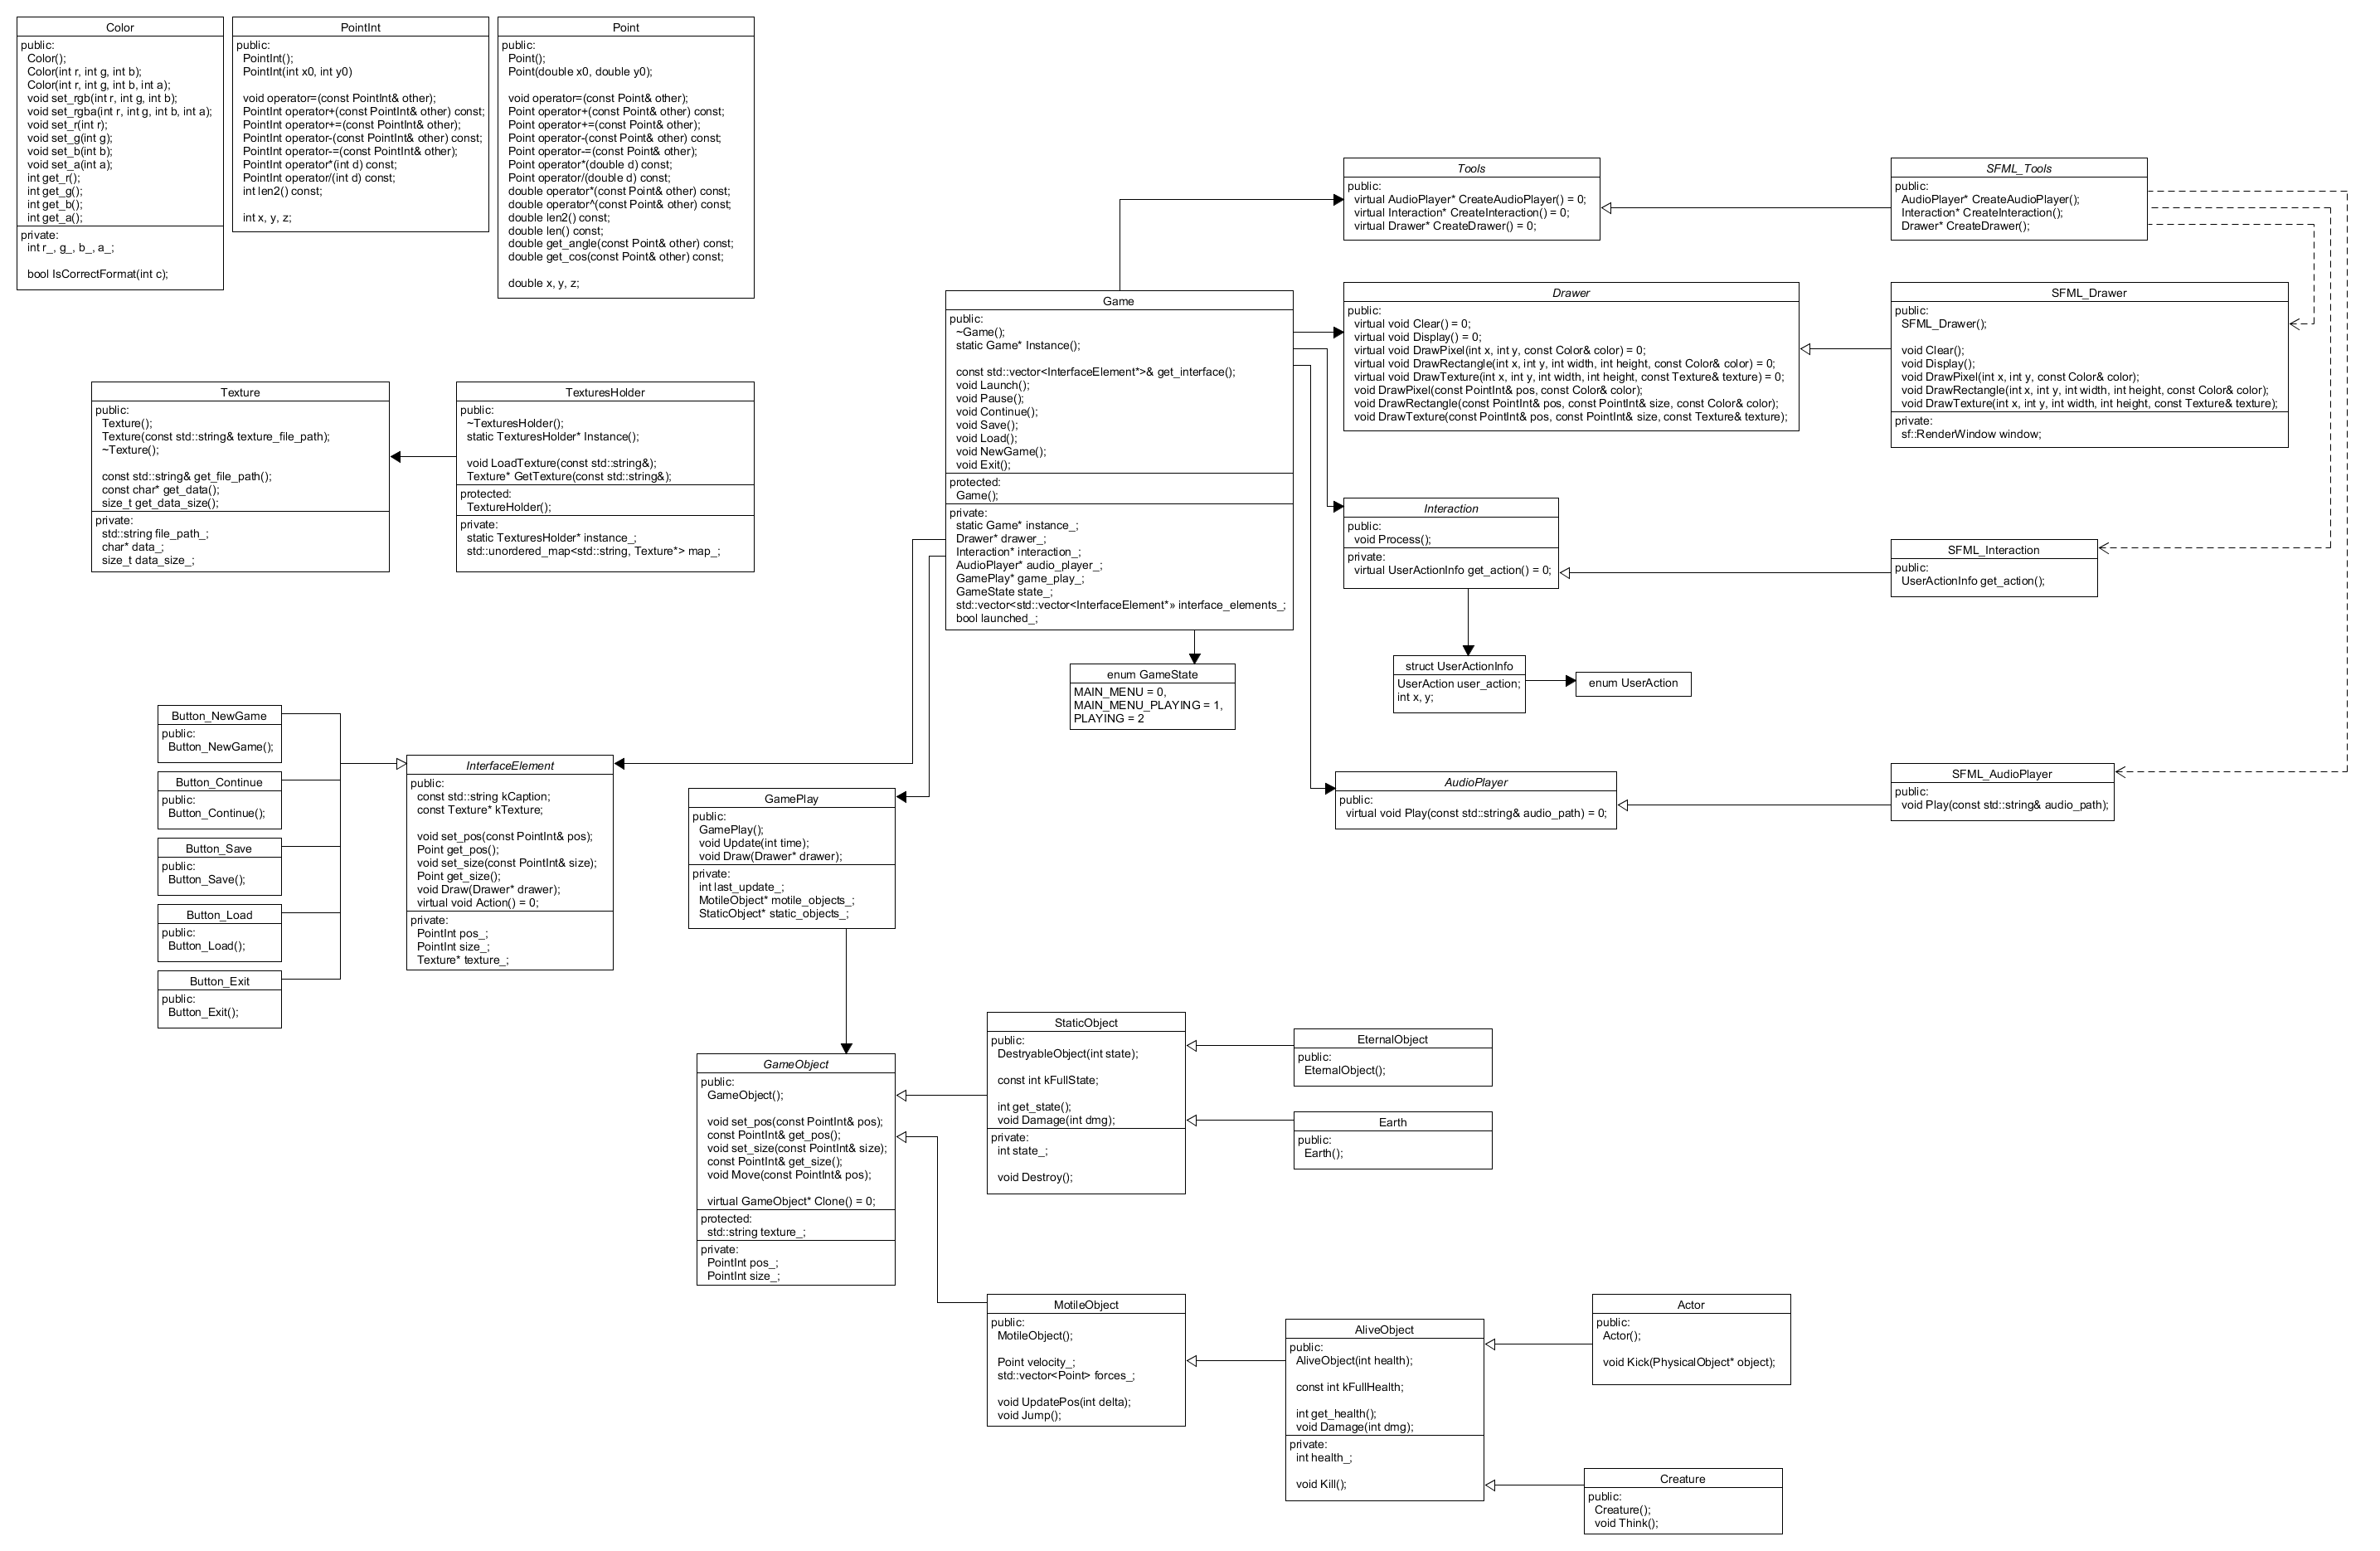 Color
public:
Color();
Color(int r, int g, int b);
Color(int r, int g, int b, int a);
void set_rgb(int r, int g, int b);
void set_rgba(int r, int g, int b, int a);
void set_r(int r);
void set_g(int g);
void set_b(int b);
void set_a(int a);
int get_r();
int get_g();
int get_b();
int get_a();
private:
int r_, g_, b_, a_;
bool IsCorrectFormat(int c);
PointInt
public:
PointInt();
PointInt(int x0, int y0)
void operator=(const PointInt& other);
PointInt operator+(const PointInt& other) const;
PointInt operator+=(const PointInt& other);
PointInt operator-(const PointInt& other) const;
PointInt operator-=(const PointInt& other);
PointInt operator*(int d) const;
PointInt operator/(int d) const;
int len2() const;
int x, y, z;
Point
public:
Point();
Point(double x0, double y0);
void operator=(const Point& other);
Point operator+(const Point& other) const;
Point operator+=(const Point& other);
Point operator-(const Point& other) const;
Point operator-=(const Point& other);
Point operator*(double d) const;
Point operator/(double d) const;
double operator*(const Point& other) const;
double operator^(const Point& other) const;
double len2() const;
double len() const;
double get_angle(const Point& other) const;
double get_cos(const Point& other) const;
double x, y, z;
Tools
public:
virtual AudioPlayer* CreateAudioPlayer() = 0;
virtual Interaction* CreateInteraction() = 0;
virtual Drawer* CreateDrawer() = 0;
SFML_Tools
public:
AudioPlayer* CreateAudioPlayer();
Interaction* CreateInteraction();
Drawer* CreateDrawer();
Game
public:
~Game();
static Game* Instance();
const std::vector<InterfaceElement*>& get_interface();
void Launch();
void Pause();
void Continue();
void Save();
void Load();
void NewGame();
void Exit();
protected:
Game();
private:
static Game* instance_;
Drawer* drawer_;
Interaction* interaction_;
AudioPlayer* audio_player_;
GamePlay* game_play_;
GameState state_;
std::vector<std::vector<InterfaceElement*» interface_elements_;
bool launched_;
Drawer
public:
virtual void Clear() = 0;
virtual void Display() = 0;
virtual void DrawPixel(int x, int y, const Color& color) = 0;
virtual void DrawRectangle(int x, int y, int width, int height, const Color& color) = 0;
virtual void DrawTexture(int x, int y, int width, int height, const Texture& texture) = 0;
void DrawPixel(const PointInt& pos, const Color& color);
void DrawRectangle(const PointInt& pos, const PointInt& size, const Color& color);
void DrawTexture(const PointInt& pos, const PointInt& size, const Texture& texture);
SFML_Drawer
public:
SFML_Drawer();
void Clear();
void Display();
void DrawPixel(int x, int y, const Color& color);
void DrawRectangle(int x, int y, int width, int height, const Color& color);
void DrawTexture(int x, int y, int width, int height, const Texture& texture);
private:
sf::RenderWindow window;
Texture
public:
Texture();
Texture(const std::string& texture_file_path);
~Texture();
const std::string& get_file_path();
const char* get_data();
size_t get_data_size();
private:
std::string file_path_;
char* data_;
size_t data_size_;
TexturesHolder
public:
~TexturesHolder();
static TexturesHolder* Instance();
void LoadTexture(const std::string&);
Texture* GetTexture(const std::string&);
protected:
TextureHolder();
private:
static TexturesHolder* instance_;
std::unordered_map<std::string, Texture*> map_;
Interaction
public:
void Process();
private:
virtual UserActionInfo get_action() = 0;
SFML_Interaction
public:
UserActionInfo get_action();
enum GameState
MAIN_MENU = 0,
MAIN_MENU_PLAYING = 1,
PLAYING = 2
struct UserActionInfo
UserAction user_action;
int x, y;
enum UserAction
Button_NewGame
public:
Button_NewGame();
Button_Continue
public:
Button_Continue();
Button_Save
public:
Button_Save();
Button_Load
public:
Button_Load();
Button_Exit
public:
Button_Exit();
InterfaceElement
public:
const std::string kCaption;
const Texture* kTexture;
void set_pos(const PointInt& pos);
Point get_pos();
void set_size(const PointInt& size);
Point get_size();
void Draw(Drawer* drawer);
virtual void Action() = 0;
private:
PointInt pos_;
PointInt size_;
Texture* texture_;
GamePlay
public:
GamePlay();
void Update(int time);
void Draw(Drawer* drawer);
private:
int last_update_;
MotileObject* motile_objects_;
StaticObject* static_objects_;
AudioPlayer
public:
virtual void Play(const std::string& audio_path) = 0;
SFML_AudioPlayer
public:
void Play(const std::string& audio_path);
GameObject
public:
GameObject();
void set_pos(const PointInt& pos);
const PointInt& get_pos();
void set_size(const PointInt& size);
const PointInt& get_size();
void Move(const PointInt& pos);
virtual GameObject* Clone() = 0;
protected:
std::string texture_;
private:
PointInt pos_;
PointInt size_;
StaticObject
public:
DestryableObject(int state);
const int kFullState;
int get_state();
void Damage(int dmg);
private:
int state_;
void Destroy();
EternalObject
public:
EternalObject();
Earth
public:
Earth();
MotileObject
public:
MotileObject();
Point velocity_;
std::vector<Point> forces_;
void UpdatePos(int delta);
void Jump();
AliveObject
public:
AliveObject(int health);
const int kFullHealth;
int get_health();
void Damage(int dmg);
private:
int health_;
void Kill();
Actor
public:
Actor();
void Kick(PhysicalObject* object);
Creature
public:
Creature();
void Think();